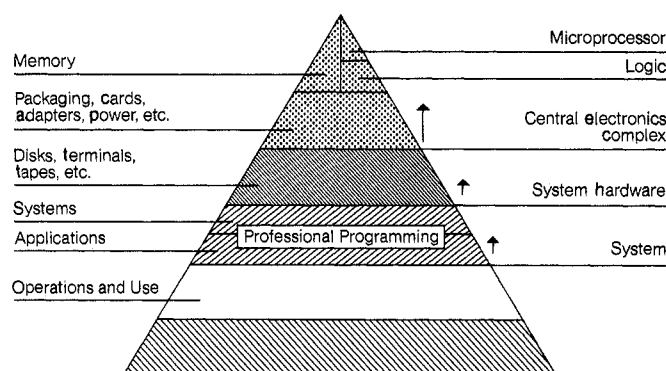 Microprocessor
Memory
Logic
Packaging, cards,
adapters, power, etc.
Central electronics
complex
Disks, terminals,
tapes, etc.
System hardware
Systems
Applications
Professional Programming
System
Operations and Use